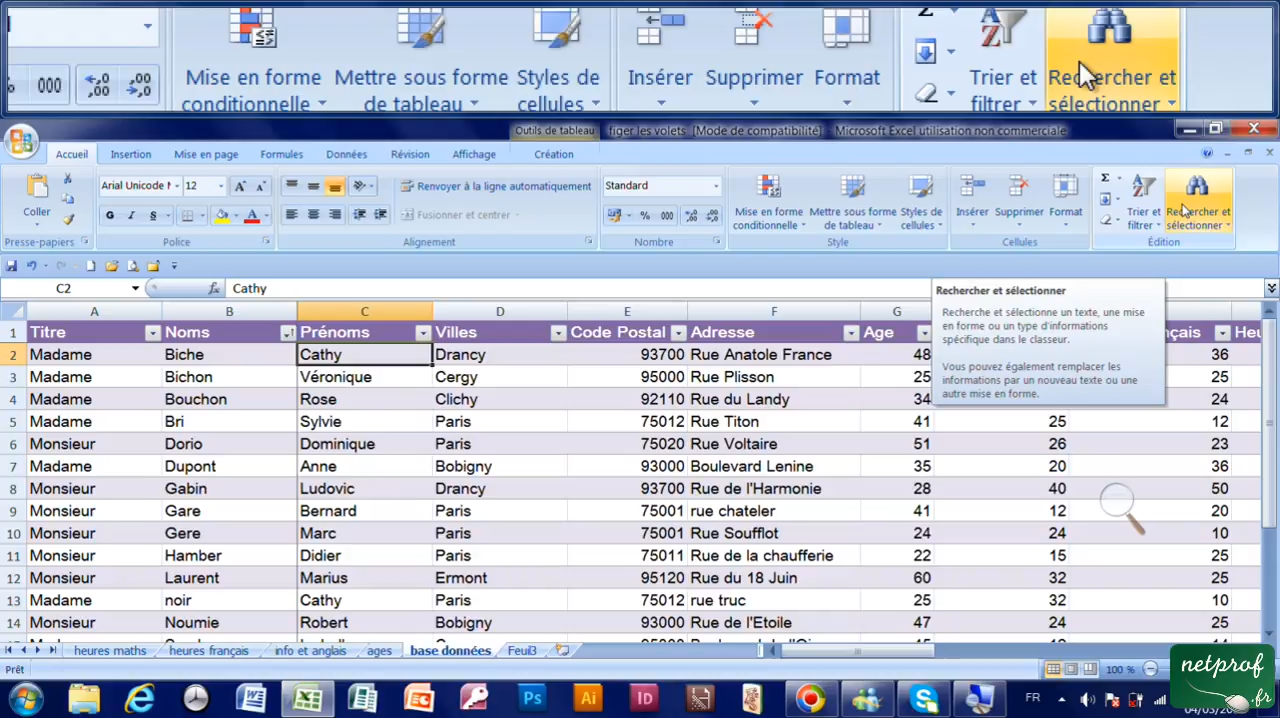 000
Mise en forme conditionnelle
Mettre sous forme de tableau
Styles de cellules
Insérer
Supprimer
Format
Trier et filtrer
Rechercher et sélectionner
Outils de tableau
figer les volets [Mode de compatibilité]
Microsoft Excel utilisation non commerciale
Accueil Insertion Mise en page Formules Données Révision Affichage Création
Coller
Arial Unicode 12
G I S A
Renvoyer à la ligne automatiquement
Fusionner et centrer
Standard
% 000
Mise en forme conditionnelle
Mettre sous forme de tableau
Styles de cellules
Insérer Supprimer Format
Σ
Trier et filtrer
Rechercher et sélectionner
Presse-papiers Police Alignement Nombre Style Cellules Édition
C2 fx Cathy
Rechercher et sélectionner
Recherche et sélectionne un texte, une mise
en forme ou un type d'informations
spécifique dans le classeur.
Vous pouvez également remplacer les
informations par un nouveau texte ou une
autre mise en forme.
A B C D E F G
1 Titre Noms Prénoms Villes Code Postal Adresse Age
2 Madame Biche Cathy Drancy 93700 Rue Anatole France 48 36
3 Madame Bichon Véronique Cergy 95000 Rue Plisson 25 25
4 Madame Bouchon Rose Clichy 92110 Rue du Landy 34 24
5 Madame Bri Sylvie Paris 75012 Rue Titon 41 25 12
6 Monsieur Dorio Dominique Paris 75020 Rue Voltaire 51 26 23
7 Madame Dupont Anne Bobigny 93000 Boulevard Lenine 35 20 36
8 Monsieur Gabin Ludovic Drancy 93700 Rue de l'Harmonie 28 40 50
9 Monsieur Gare Bernard Paris 75001 rue chateler 41 12 20
10 Monsieur Gere Marc Paris 75001 Rue Soufflot 24 24 10
11 Monsieur Hamber Didier Paris 75011 Rue de la chaufferie 22 15 25
12 Monsieur Laurent Marius Ermont 95120 Rue du 18 Juin 60 32 25
13 Madame noir Cathy Paris 75012 rue truc 25 32 10
14 Monsieur Noumie Robert Bobigny 93000 Rue de l'Etoile 47 24 25
heures maths heures français info et anglais ages base données Feuil3
Prêt 100 %
netprof
.fr
Ps Ai ID FR